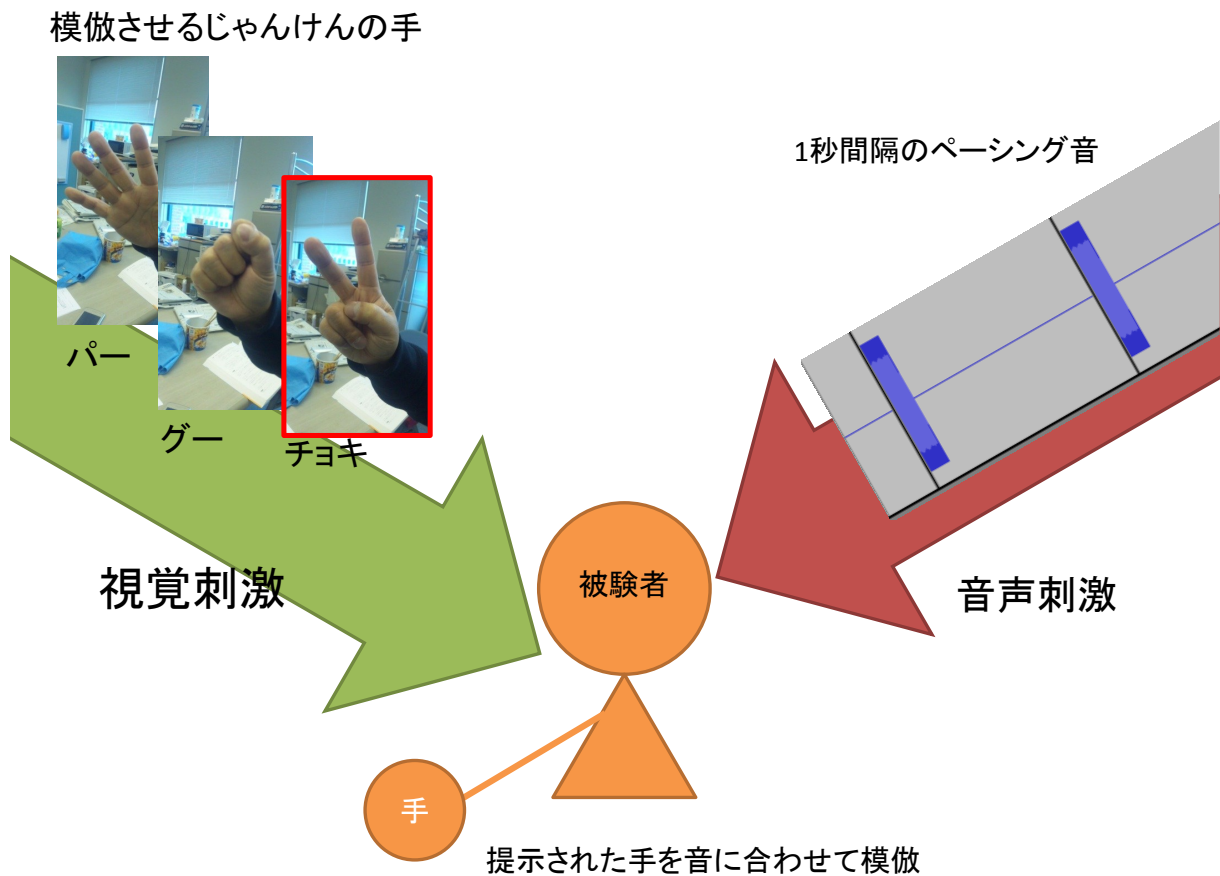 模倣させるじゃんけんの手
1秒間隔のペーシング音
パー
グー
チョキ
視覚刺激
被験者
音声刺激
手
提示された手を音に合わせて模倣